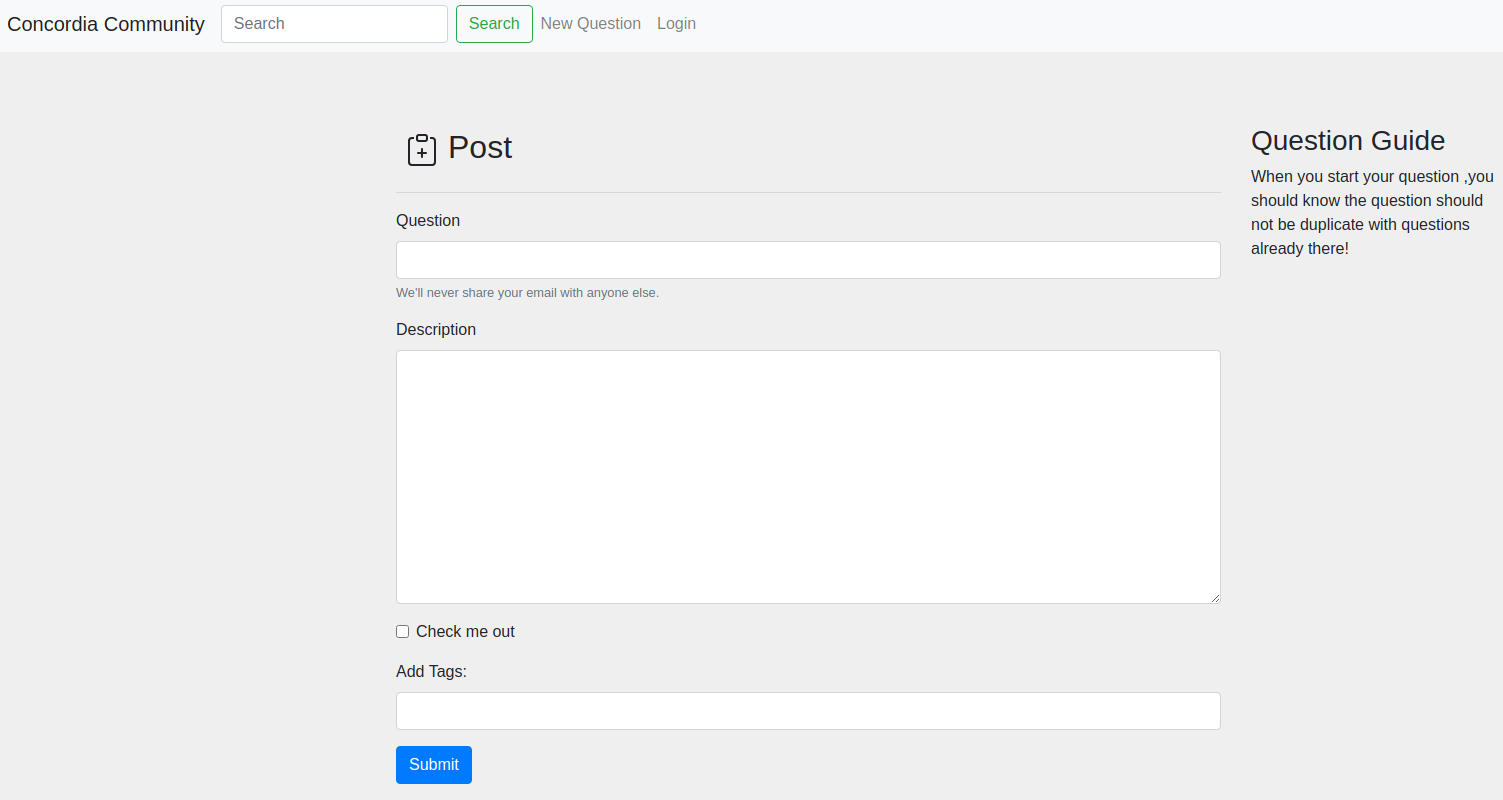 Concordia Community Search Search New Question Login
Post
Question
We'll never share your email with anyone else.
Description
Check me out
Add Tags:
Submit
Question Guide
When you start your question ,you
should know the question should
not be duplicate with questions
already there!